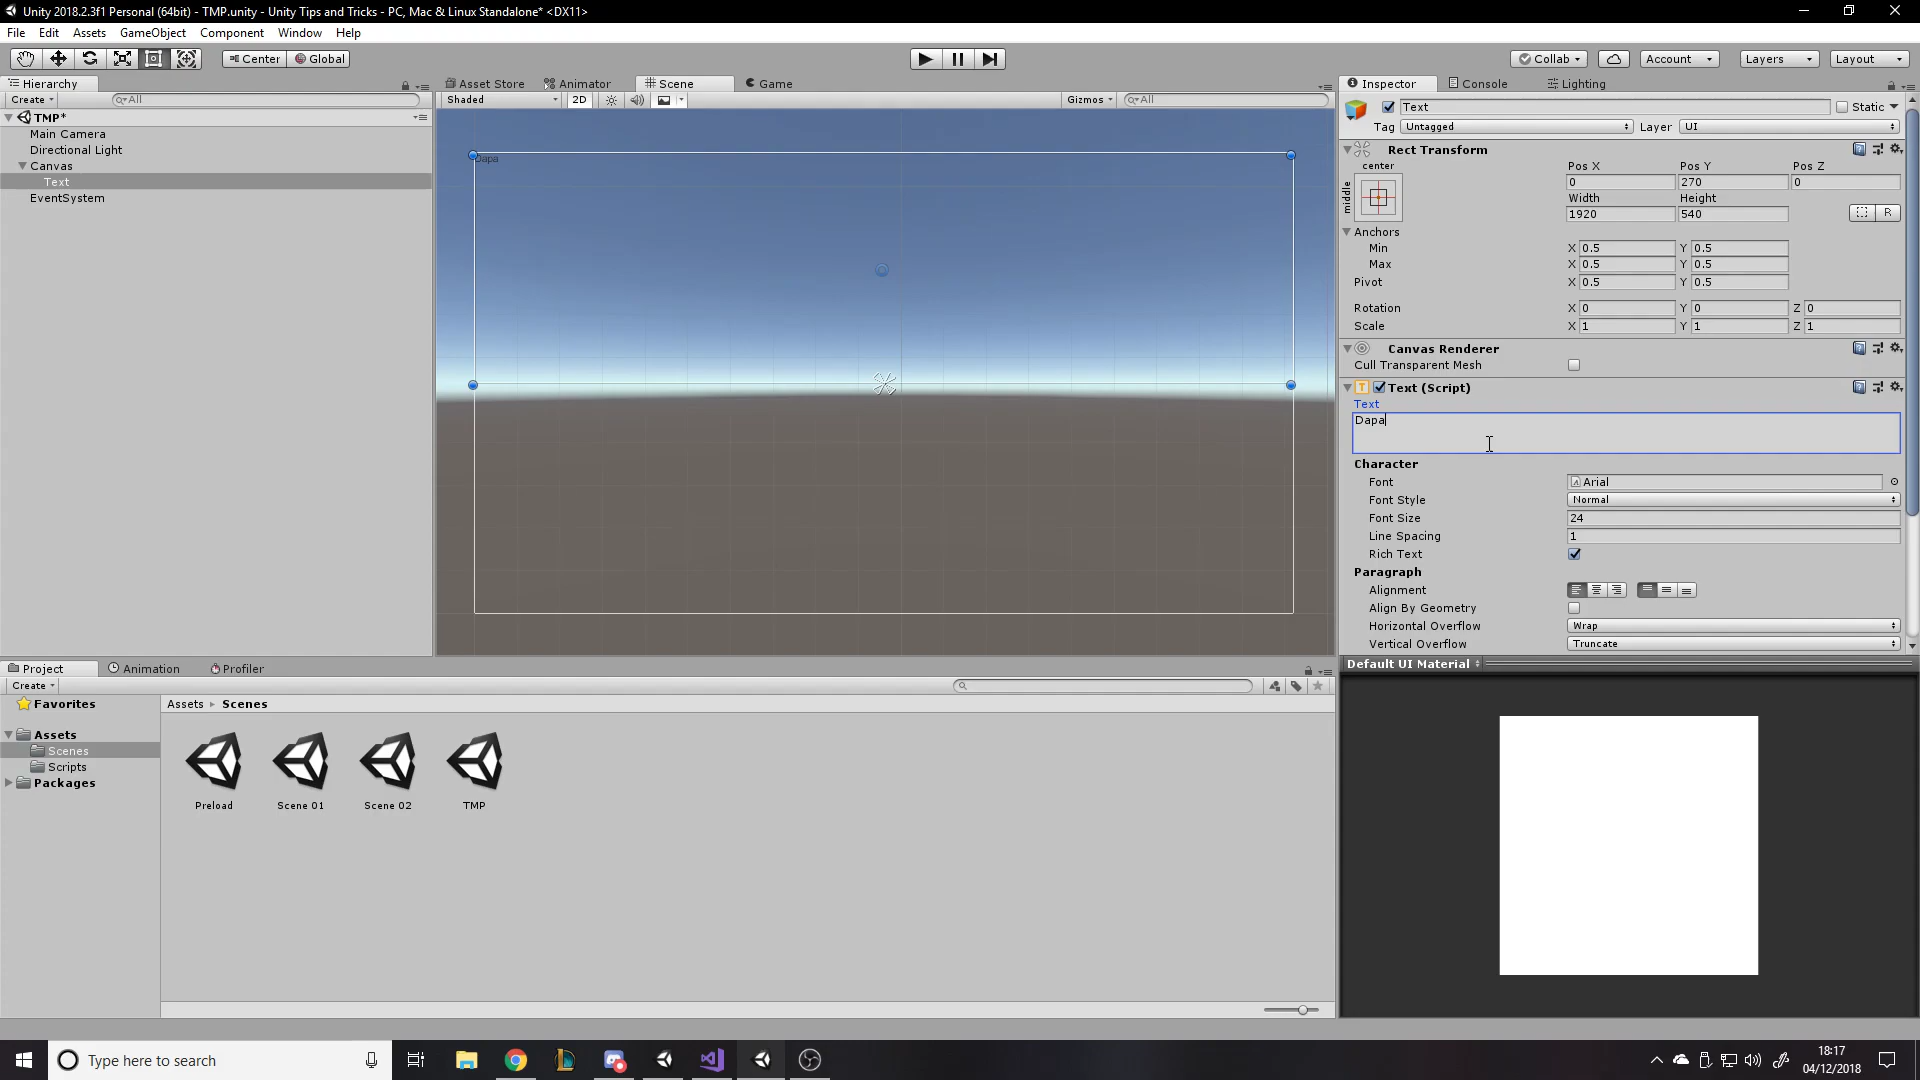 Unity 2018.2.3f1 Personal (64bit) - TMP.unity - Unity Tips and Tricks - PC, Mac & Linux Standalone* <DX11>
File Edit Assets GameObject Component Window Help
Center Global Collab Account Layers Layout
Hierarchy
Create All
TMP*
Main Camera
Directional Light
Canvas
Text
EventSystem
Asset Store Animator Scene Game
Shaded 2D Gizmos All
Dapa
Inspector Console Lighting
Text Static
Tag Untagged Layer UI
Rect Transform
center Pos X Pos Y Pos Z
middle 0 270 0
Width Height
1920 540 R
Anchors
Min X 0.5 Y 0.5
Max X 0.5 Y 0.5
Pivot X 0.5 Y 0.5
Rotation X 0 Y 0 Z 0
Scale X 1 Y 1 Z 1
Canvas Renderer
Cull Transparent Mesh
T Text (Script)
Text
Dapa
Character
Font Arial
Font Style Normal
Font Size 24
Line Spacing 1
Rich Text
Paragraph
Alignment
Align By Geometry
Horizontal Overflow Wrap
Vertical Overflow Truncate
Default UI Material
Project Animation Profiler
Create
Favorites
Assets
Scenes
Scripts
Packages
Assets Scenes
Preload Scene 01 Scene 02 TMP
Type here to search
18:17
04/12/2018